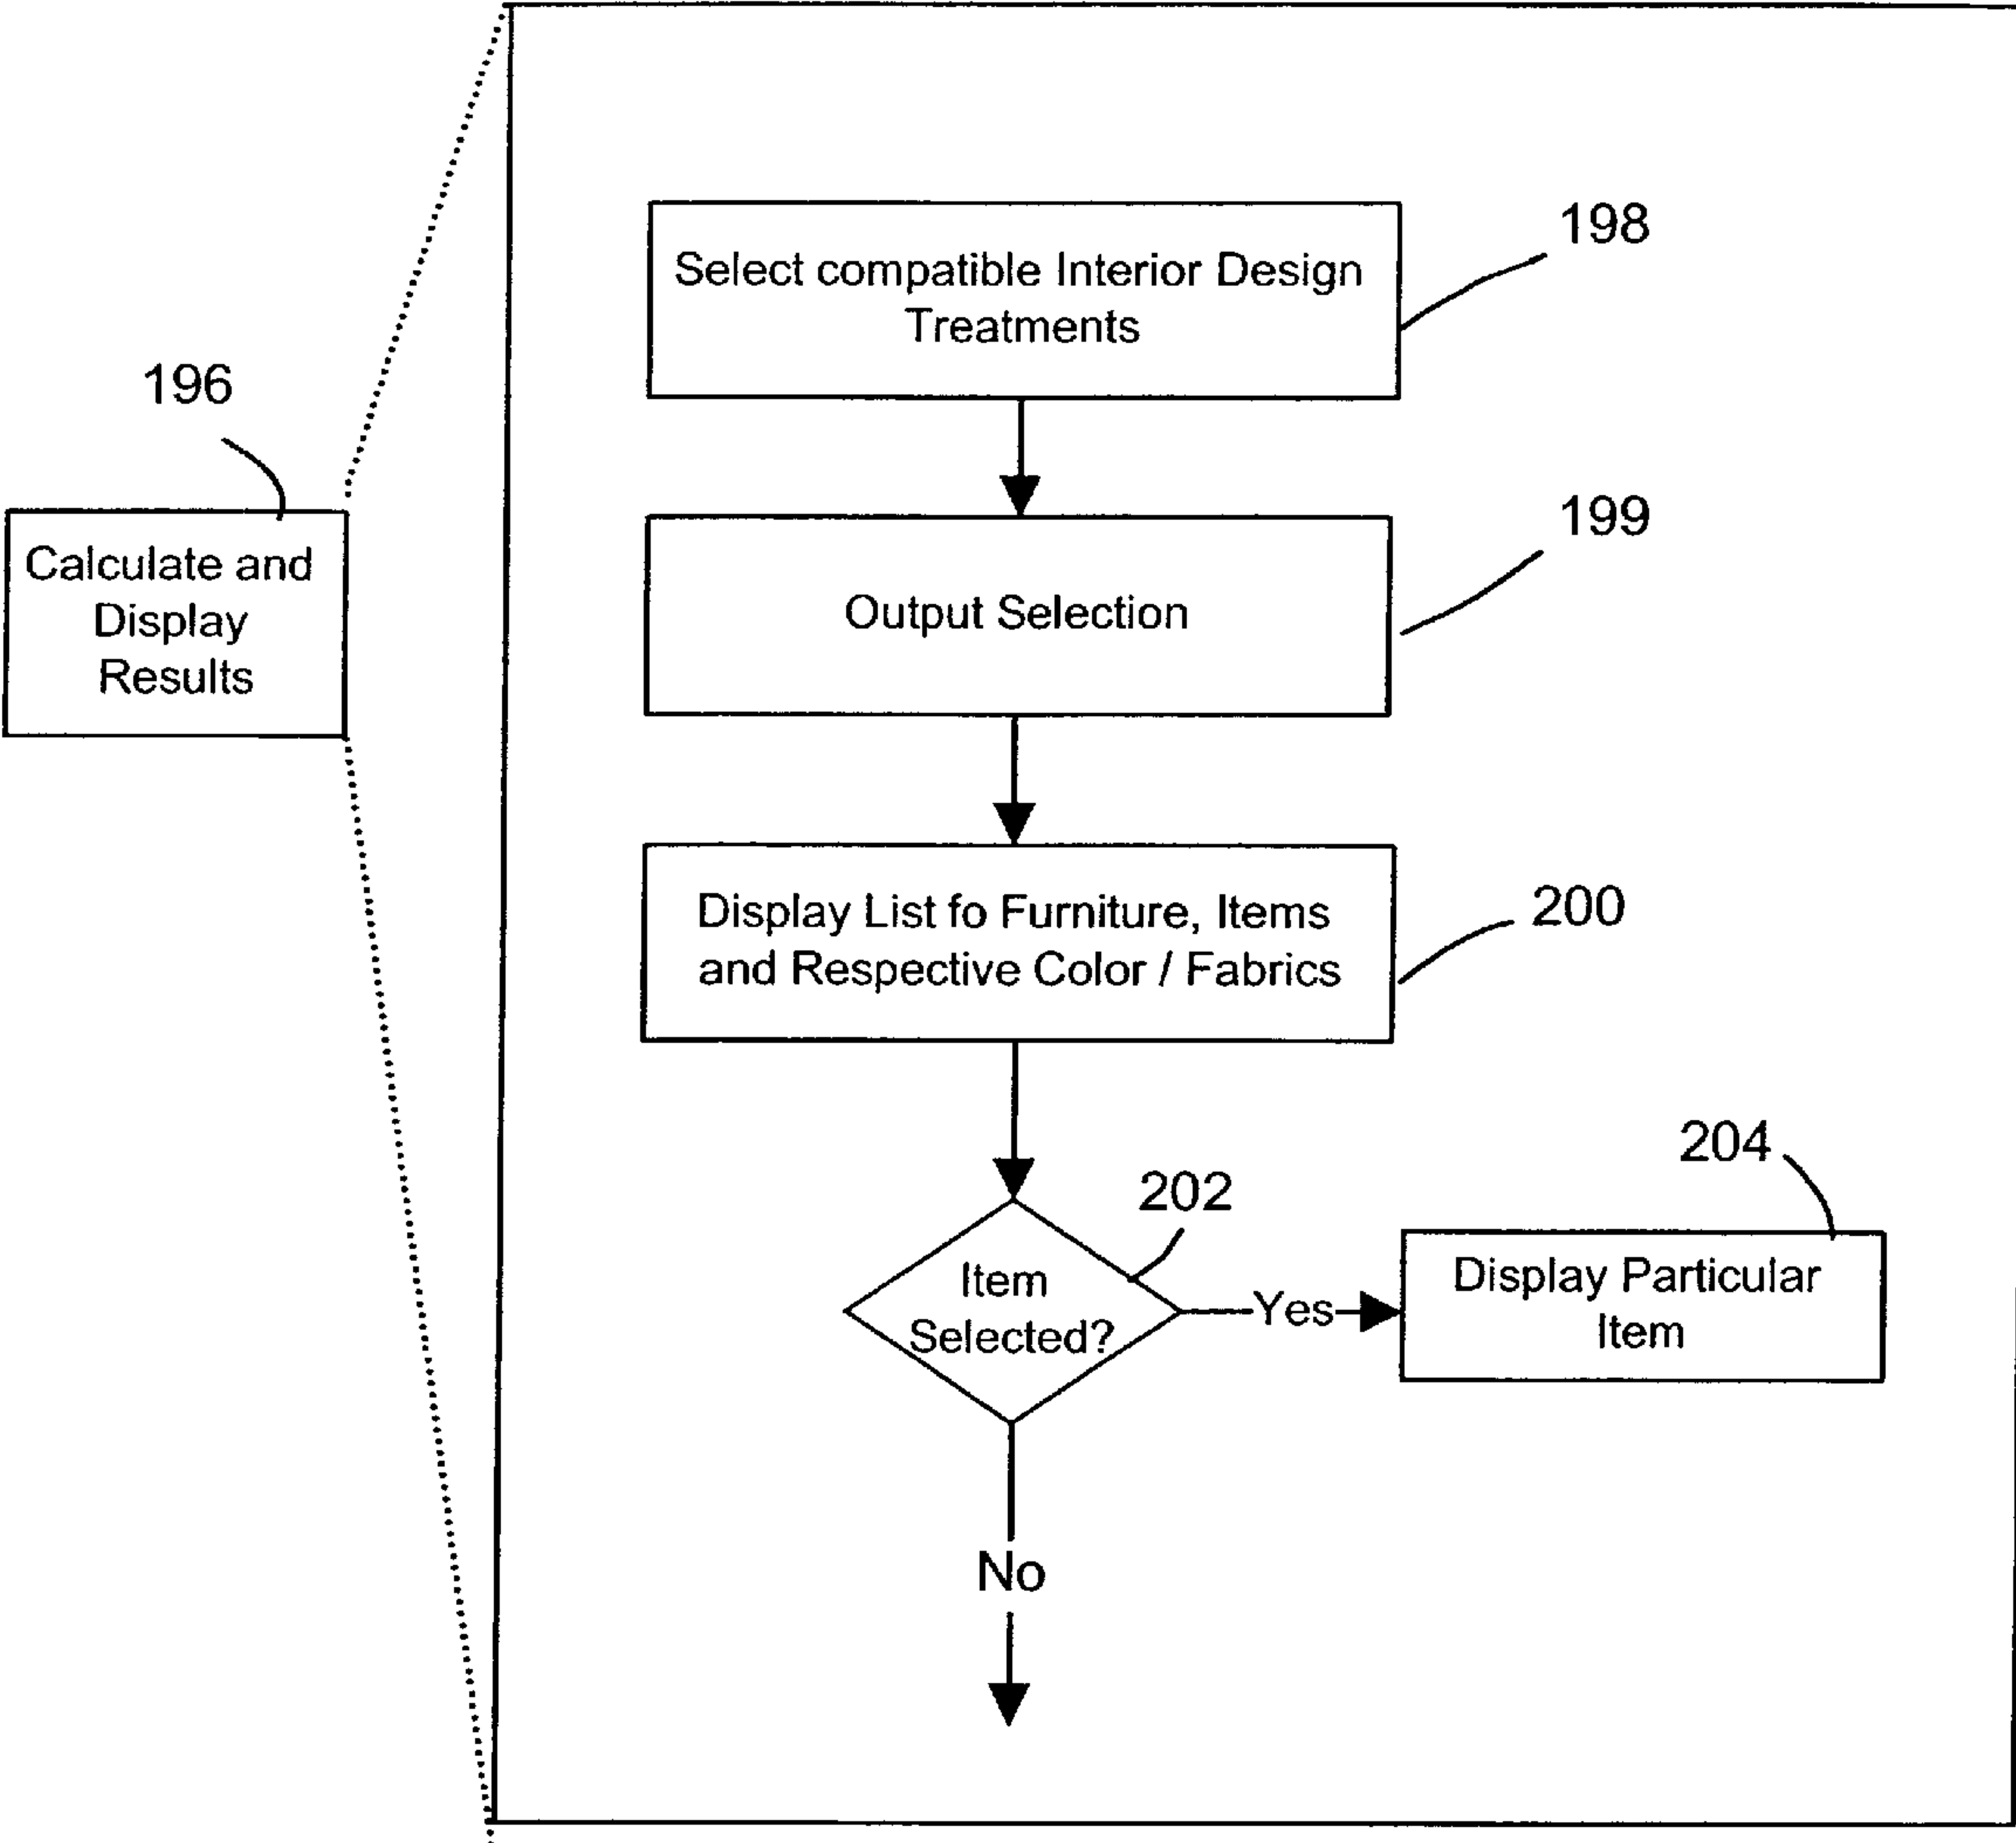 196
Calculate and
Display
Results
198
Select compatible Interior Design
Treatments
199
Output Selection
200
Display List fo Furniture, Items
and Respective Color / Fabrics
202
Item
Selected?
Yes
204
Display Particular
Item
No